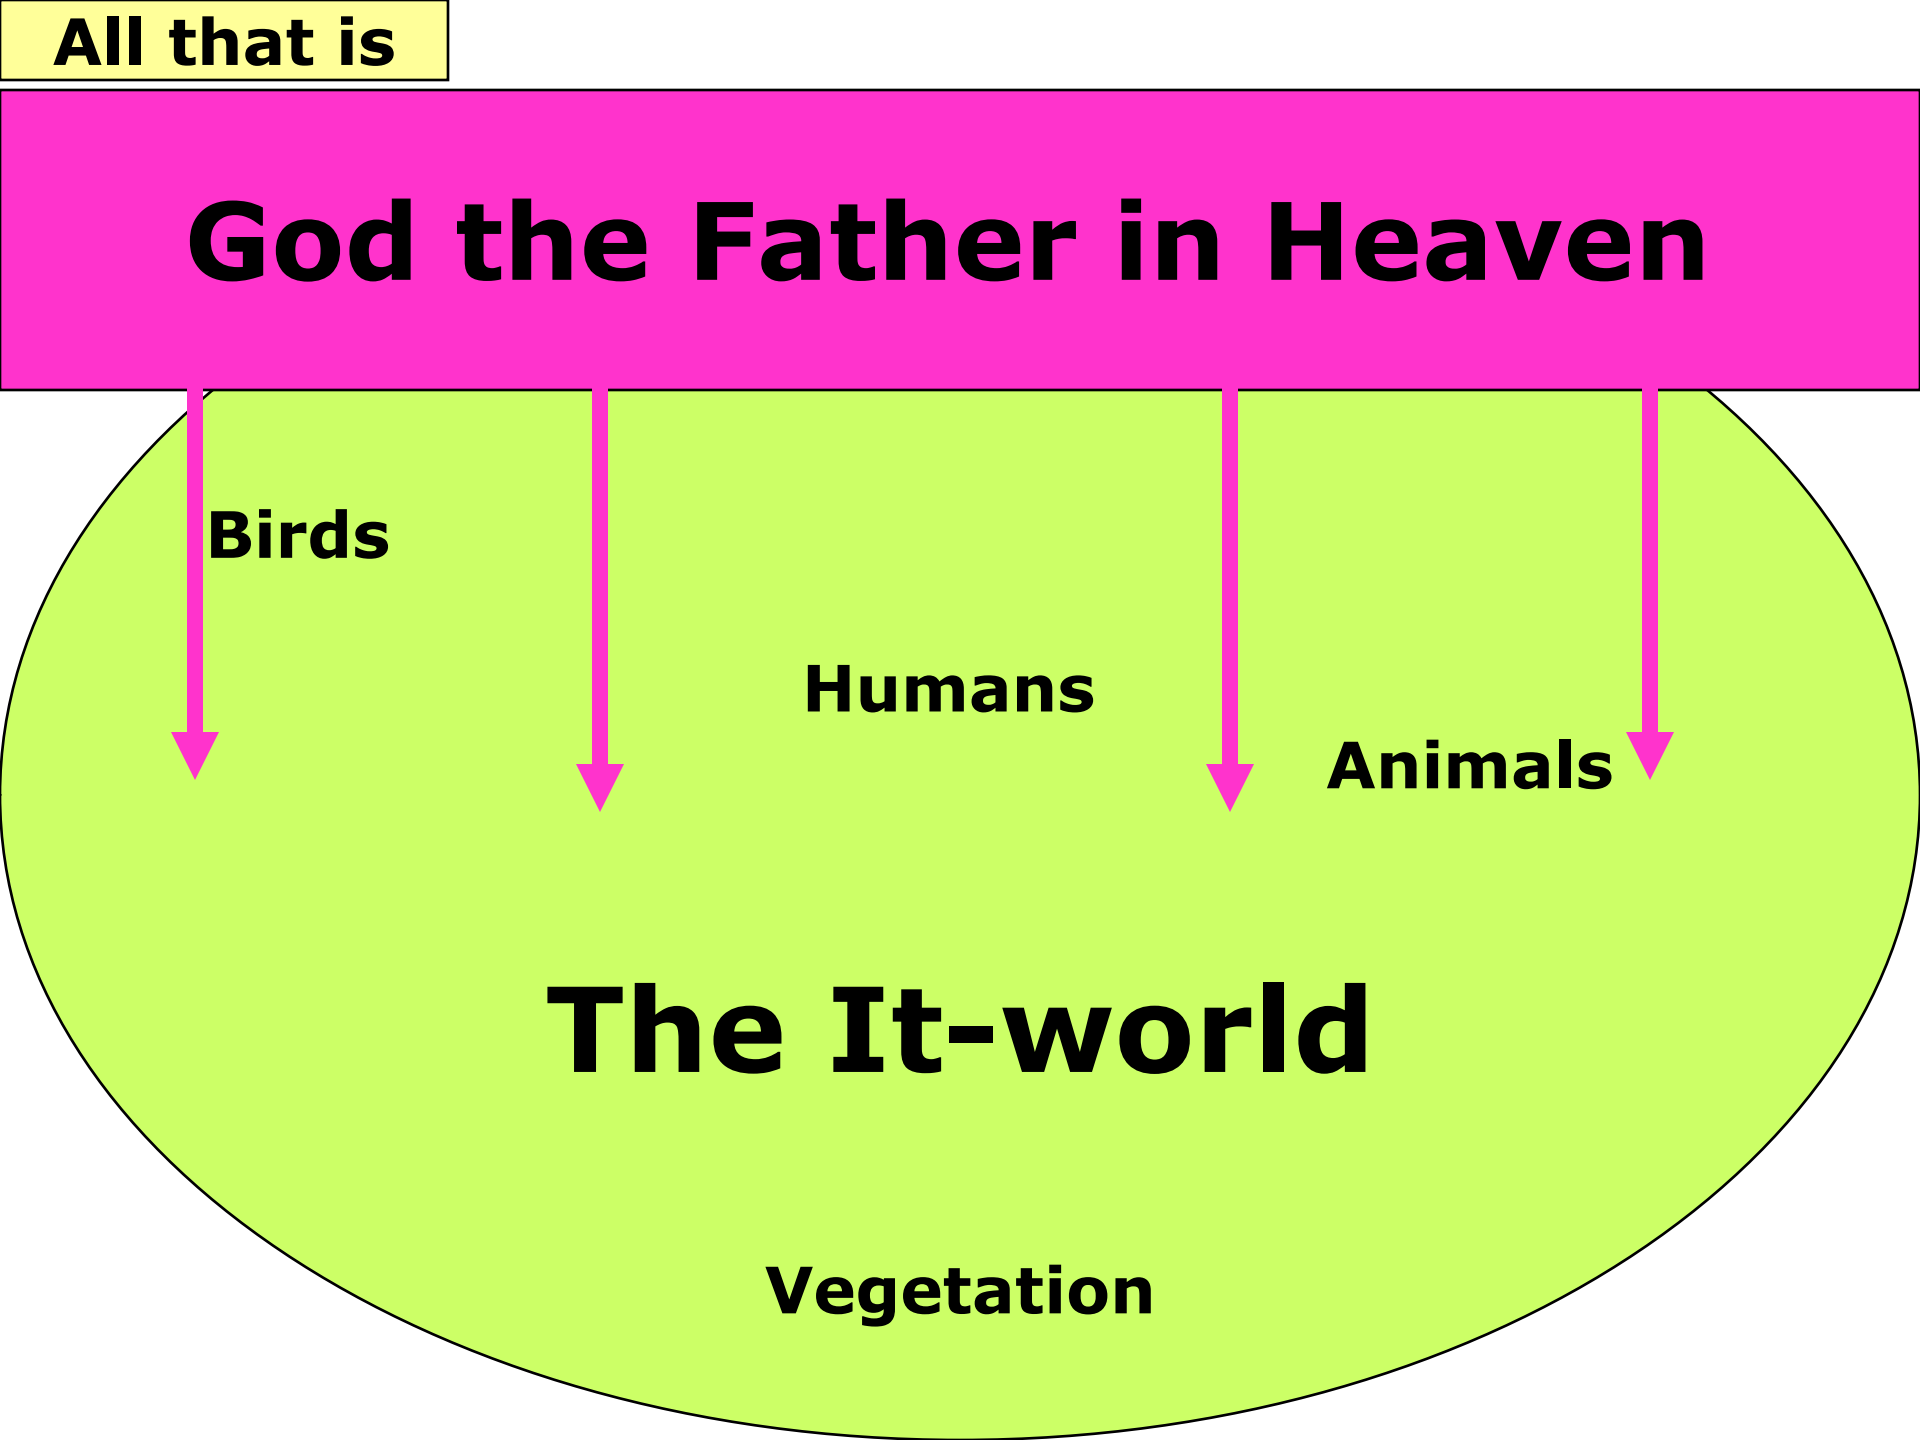 All that is
God the Father in Heaven
Birds
Humans
Animals
The It-world
Vegetation